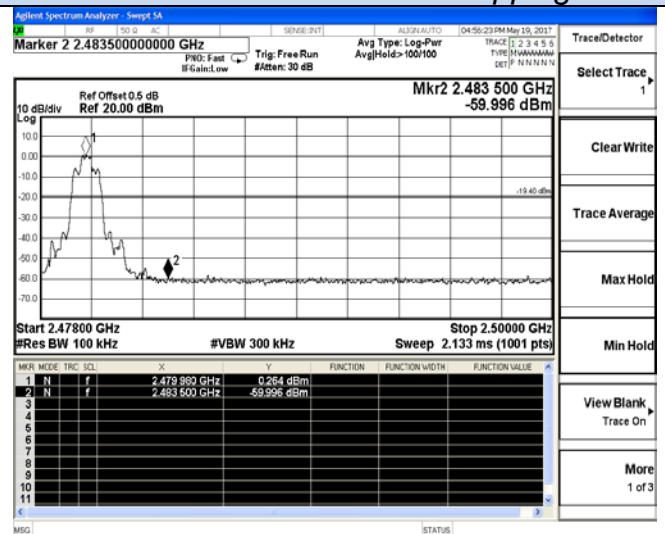 Agilent Spectrum Analyzer - Swept SA
RF 50 Ω AC SENSE:INT ALIGN AUTO 04:56:23 PM May 19, 2017
Marker 2 2.483500000000 GHz
PNO: Fast
IFGain:Low
Trig: Free Run
#Atten: 30 dB
Avg Type: Log-Pwr
Avg|Hold:>100/100
TRACE 1 2 3 4 5 6
TYPE
DET P N N N N N
Trace/Detector
Ref Offset 0.5 dB
10 dB/div Ref 20.00 dBm
Log
Mkr2 2.483 500 GHz
-59.996 dBm
10.0
0.00
-10.0
-20.0
-30.0
-40.0
-50.0
-60.0
-70.0
1
2
-19.40 dBm
Start 2.47800 GHz
Stop 2.50000 GHz
#Res BW 100 kHz #VBW 300 kHz Sweep 2.133 ms (1001 pts)
MKR MODE TRC SCL X Y FUNCTION FUNCTION WIDTH FUNCTION VALUE
1 N f 2.479 980 GHz 0.264 dBm
2 N f 2.483 500 GHz -59.996 dBm
3
4
5
6
7
8
9
10
11
MSG STATUS
Select Trace
1
Clear Write
Trace Average
Max Hold
Min Hold
View Blank
Trace On
More
1 of 3